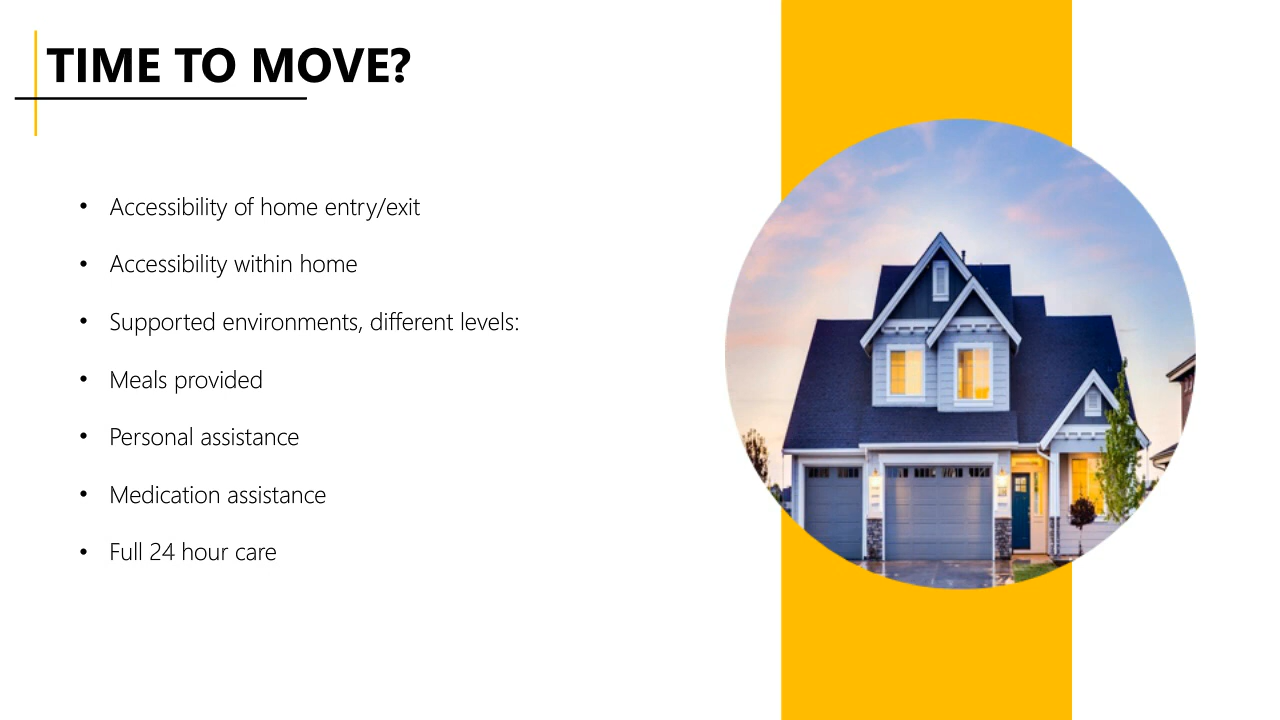 TIME TO MOVE?
• Accessibility of home entry/exit
• Accessibility within home
• Supported environments, different levels:
• Meals provided
• Personal assistance
• Medication assistance
• Full 24 hour care